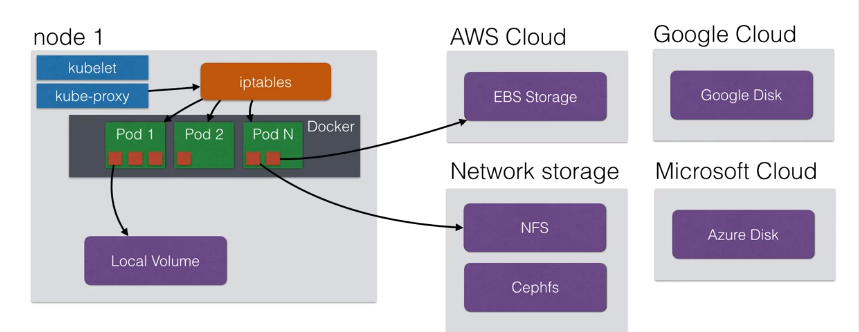 node 1
kubelet
kube-proxy
iptables
Docker
Pod 1
Pod 2
Pod N
Local Volume
AWS Cloud
EBS Storage
Google Cloud
Google Disk
Network storage
NFS
Cephfs
Microsoft Cloud
Azure Disk